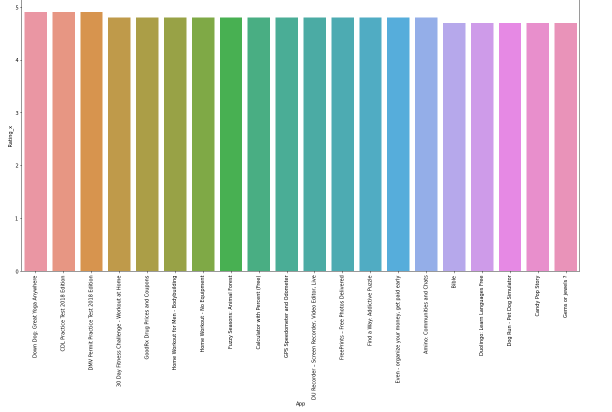 5
4
3
2
1
0
Rating_x
Down Dog: Great Yoga Anywhere
CDL Practice Test 2018 Edition
DMV Permit Practice Test 2018 Edition
30 Day Fitness Challenge - Workout at Home
GoodRx Drug Prices and Coupons
Home Workout for Men - Bodybuilding
Home Workout - No Equipment
Fuzzy Seasons: Animal Forest
Calculator with Percent (Free)
GPS Speedometer and Odometer
DU Recorder – Screen Recorder, Video Editor, Live
FreePrints – Free Photos Delivered
Find a Way: Addictive Puzzle
Even - organize your money, get paid early
Amino: Communities and Chats
Bible
Duolingo: Learn Languages Free
Dog Run - Pet Dog Simulator
Candy Pop Story
Gems or jewels ?
App